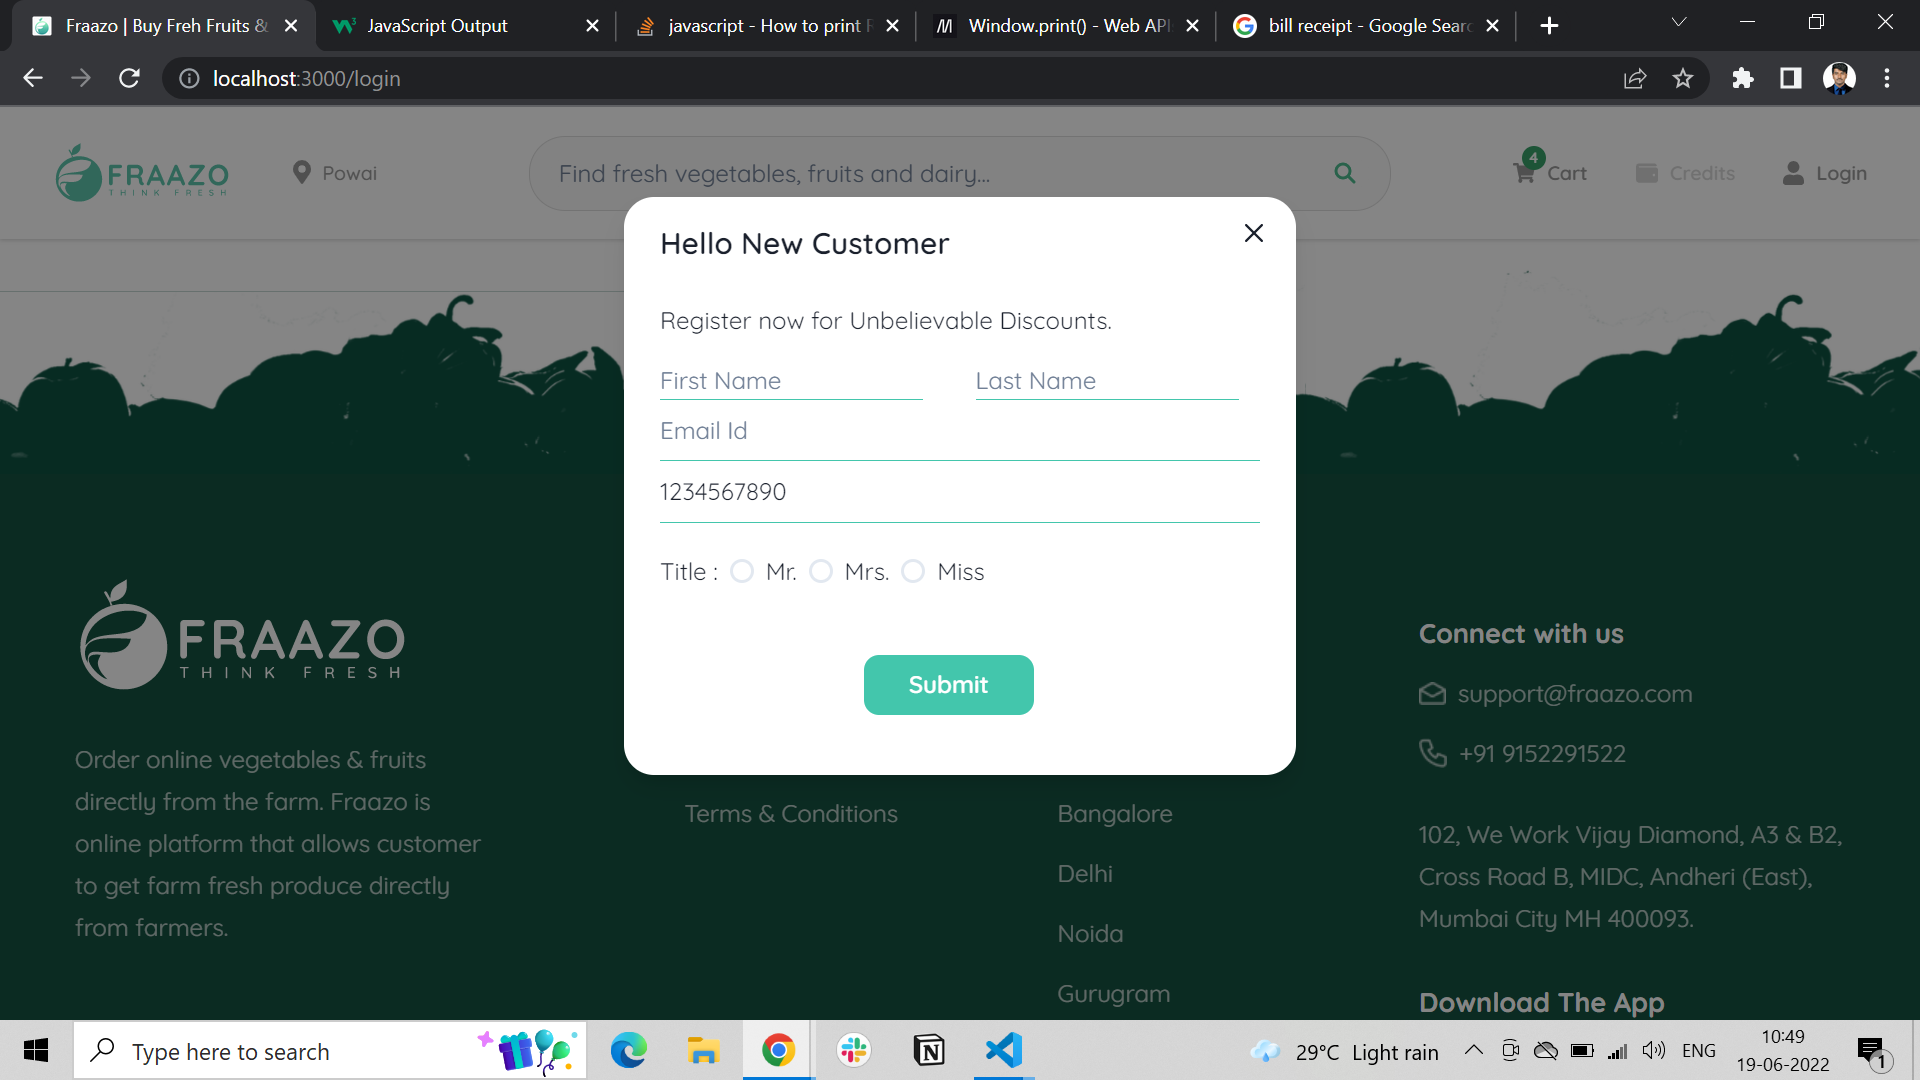 Fraazo | Buy Freh Fruits &
JavaScript Output
javascript - How to print
Window.print() - Web API
bill receipt - Google Sear
localhost:3000/login
FRAAZO
THINK FRESH
Powai
Find fresh vegetables, fruits and dairy...
4
Cart
Credits
Login
Hello New Customer
Register now for Unbelievable Discounts.
First Name
Last Name
Email Id
1234567890
Title :
Mr.
Mrs.
Miss
Submit
FRAAZO
THINK FRESH
Order online vegetables & fruits
directly from the farm. Fraazo is
online platform that allows customer
to get farm fresh produce directly
from farmers.
Terms & Conditions
Bangalore
Delhi
Noida
Gurugram
Connect with us
support@fraazo.com
+91 9152291522
102, We Work Vijay Diamond, A3 & B2,
Cross Road B, MIDC, Andheri (East),
Mumbai City MH 400093.
Download The App
Type here to search
29°C Light rain
ENG
10:49
19-06-2022
1